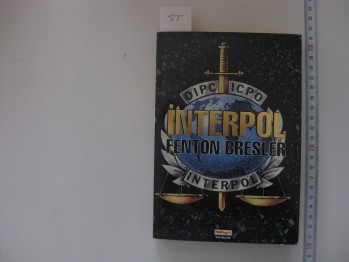 55
OIPC ICPO
İNTERPOL
FENTON BRESLER
INTERPOL